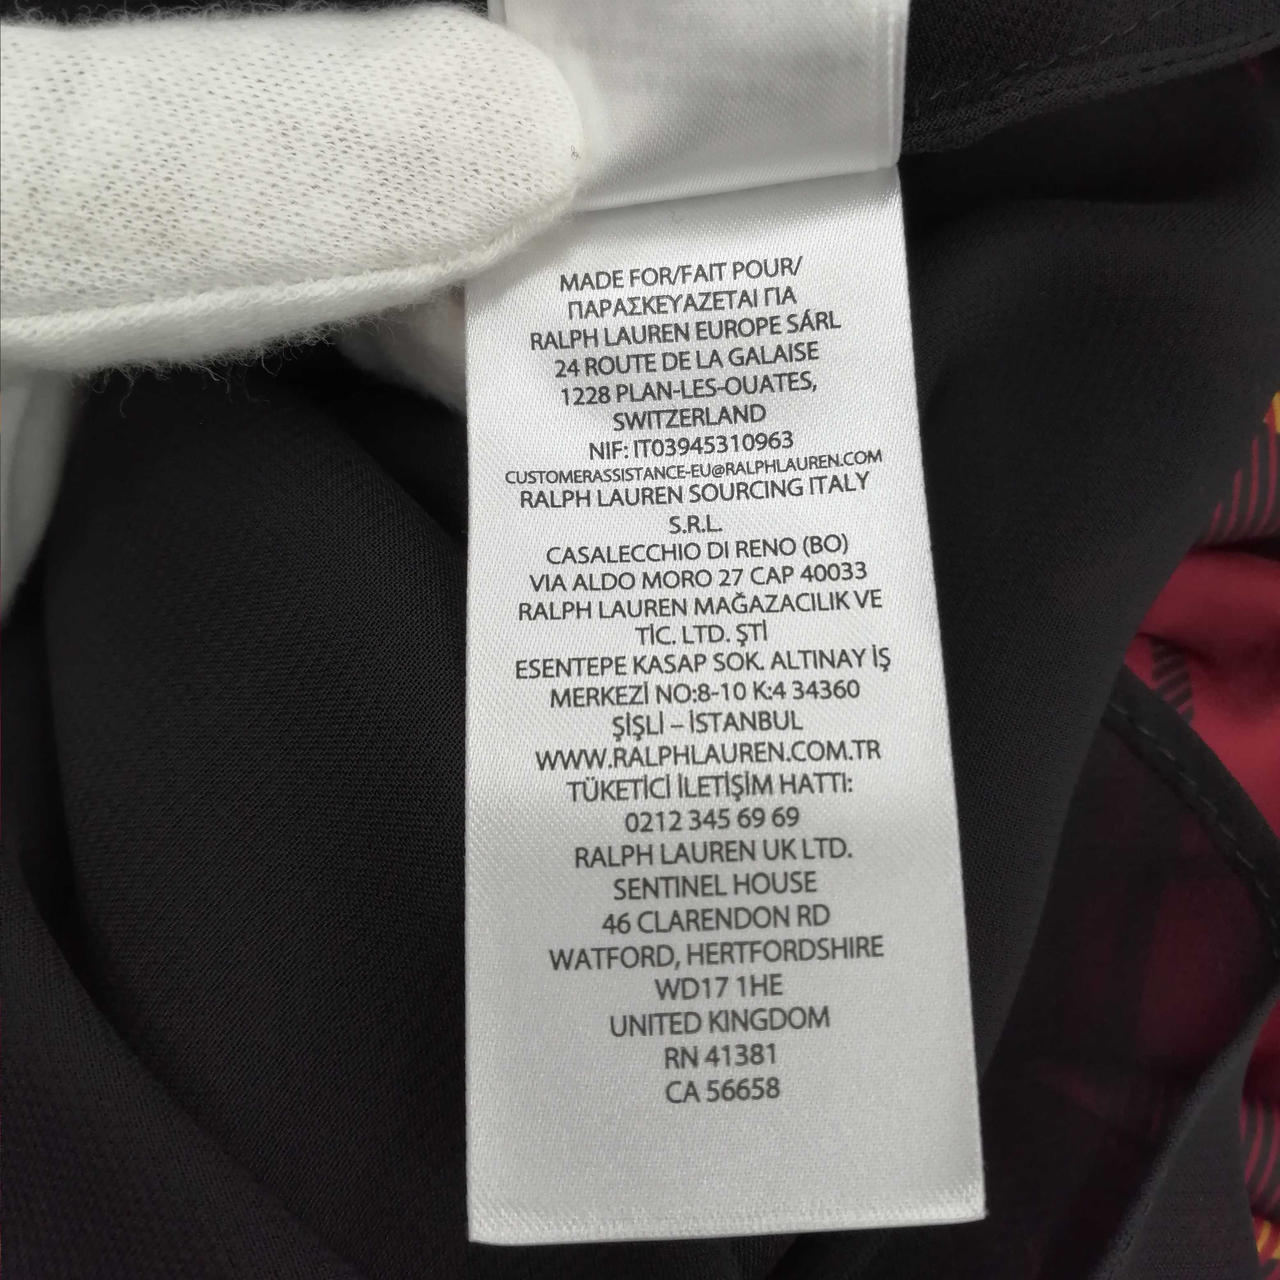 MADE FOR/FAIT POUR/
ΠΑΡΑΣΚΕΥΑΖΕΤΑΙ ΓΙΑ
RALPH LAUREN EUROPE SÁRL
24 ROUTE DE LA GALAISE
1228 PLAN-LES-OUATES,
SWITZERLAND
NIF: IT03945310963
CUSTOMERASSISTANCE-EU@RALPHLAUREN.COM
RALPH LAUREN SOURCING ITALY
S.R.L.
CASALECCHIO DI RENO (BO)
VIA ALDO MORO 27 CAP 40033
RALPH LAUREN MAĞAZACILIK VE
TİC. LTD. ŞTİ
ESENTEPE KASAP SOK. ALTINAY İŞ
MERKEZİ NO:8-10 K:4 34360
ŞİŞLİ – İSTANBUL
WWW.RALPHLAUREN.COM.TR
TÜKETİCİ İLETİŞİM HATTI:
0212 345 69 69
RALPH LAUREN UK LTD.
SENTINEL HOUSE
46 CLARENDON RD
WATFORD, HERTFORDSHIRE
WD17 1HE
UNITED KINGDOM
RN 41381
CA 56658